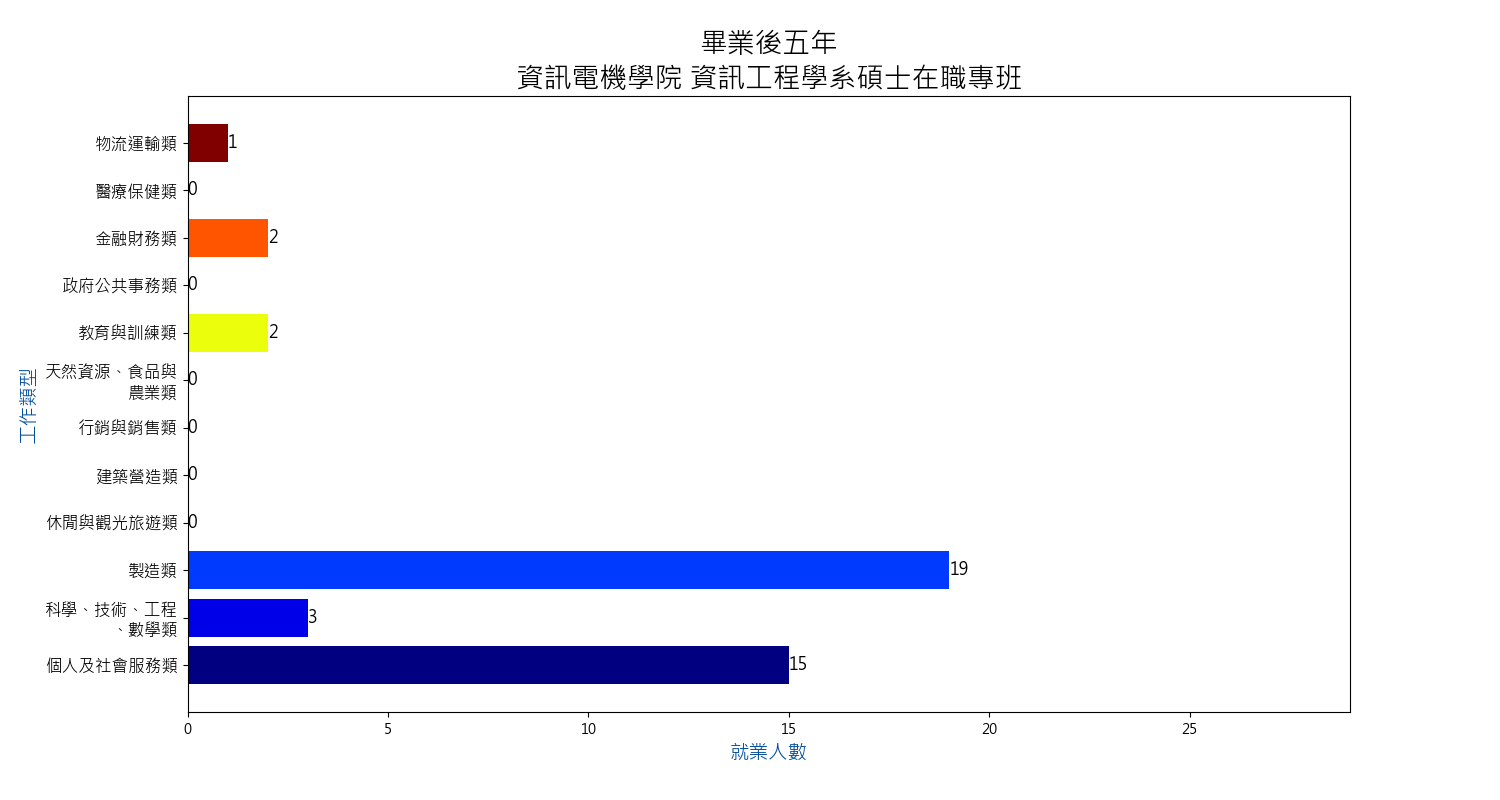 畢業後五年
資訊電機學院 資訊工程學系碩士在職專班
工作類型
物流運輸類 1
醫療保健類 0
金融財務類 2
政府公共事務類 0
教育與訓練類 2
天然資源、食品與
農業類 0
行銷與銷售類 0
建築營造類 0
休閒與觀光旅遊類 0
製造類 19
科學、技術、工程
、數學類 3
個人及社會服務類 15
0 5 10 15 20 25
就業人數